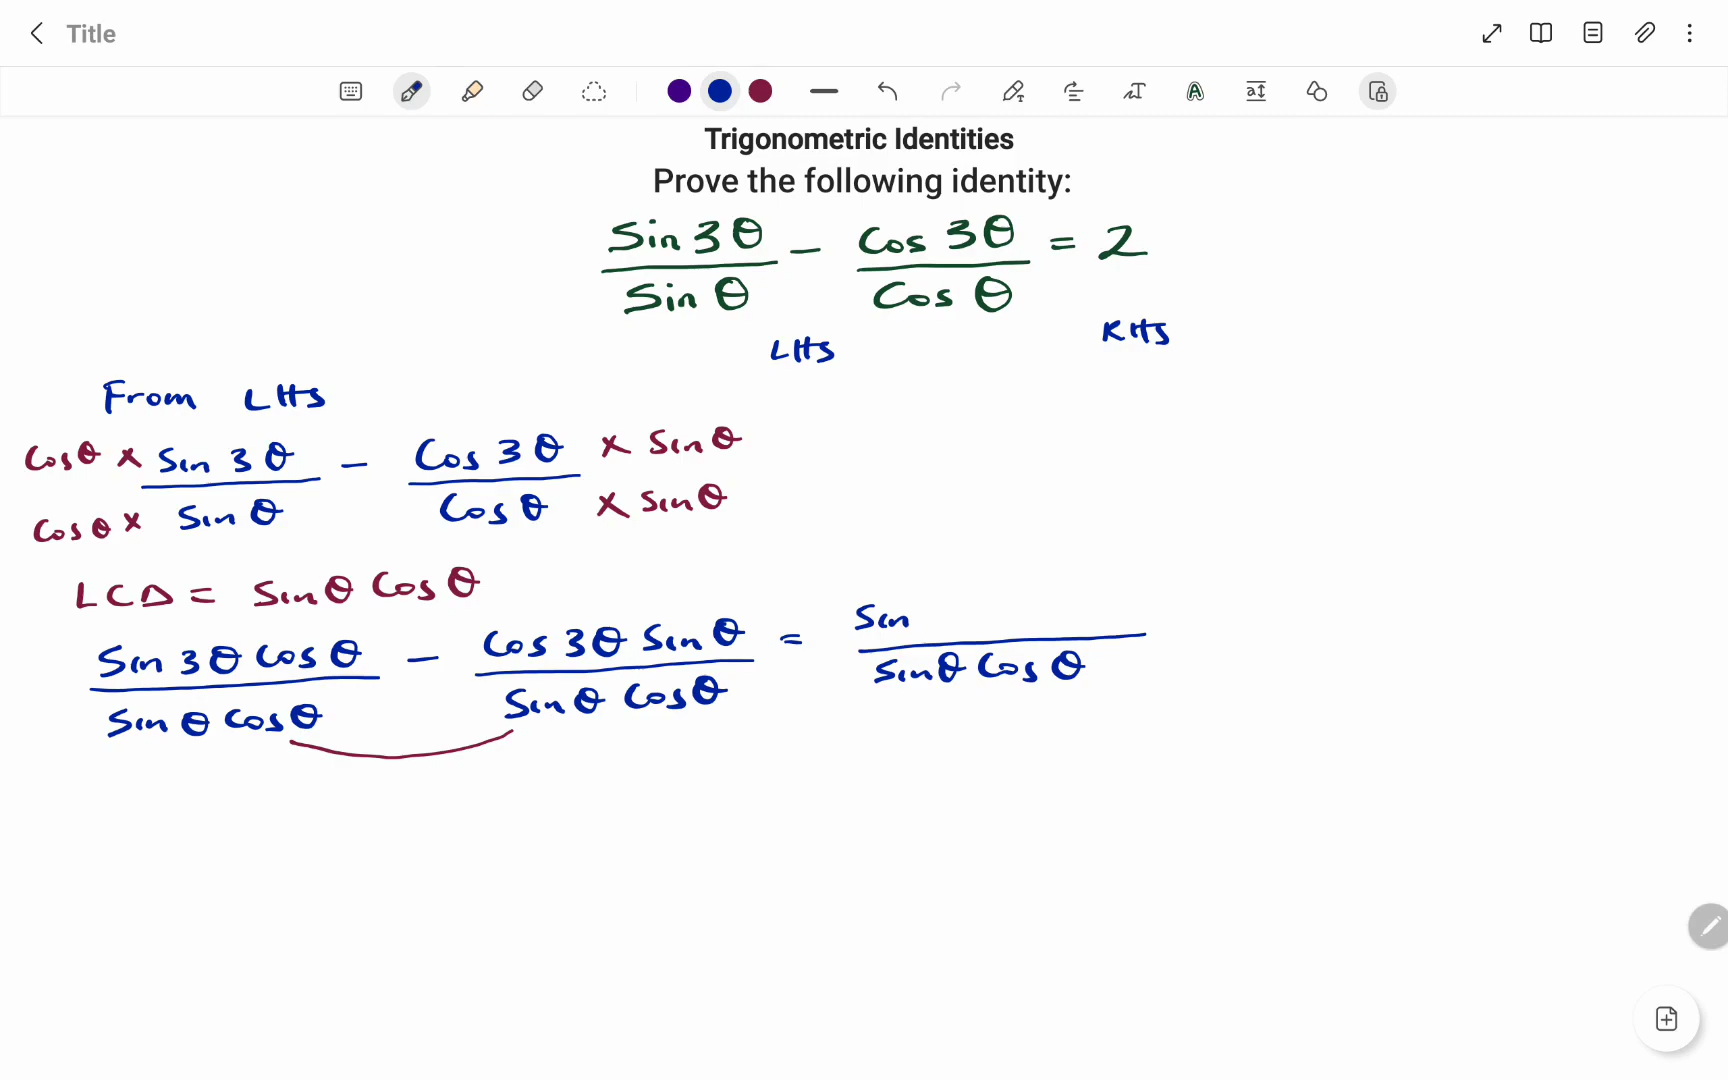 Title
Trigonometric Identities
Prove the following identity:
Sin 3θ / Sin θ - Cos 3θ / Cos θ = 2
LHS RHS
From LHS
Cosθ × Sin 3θ - Cos 3θ × Sinθ
Cosθ × Sin θ Cos θ × Sinθ
LCD = Sinθ Cosθ
Sin 3θ Cos θ - Cos 3θ Sin θ = Sin
Sin θ Cos θ Sin θ Cos θ Sinθ Cos θ